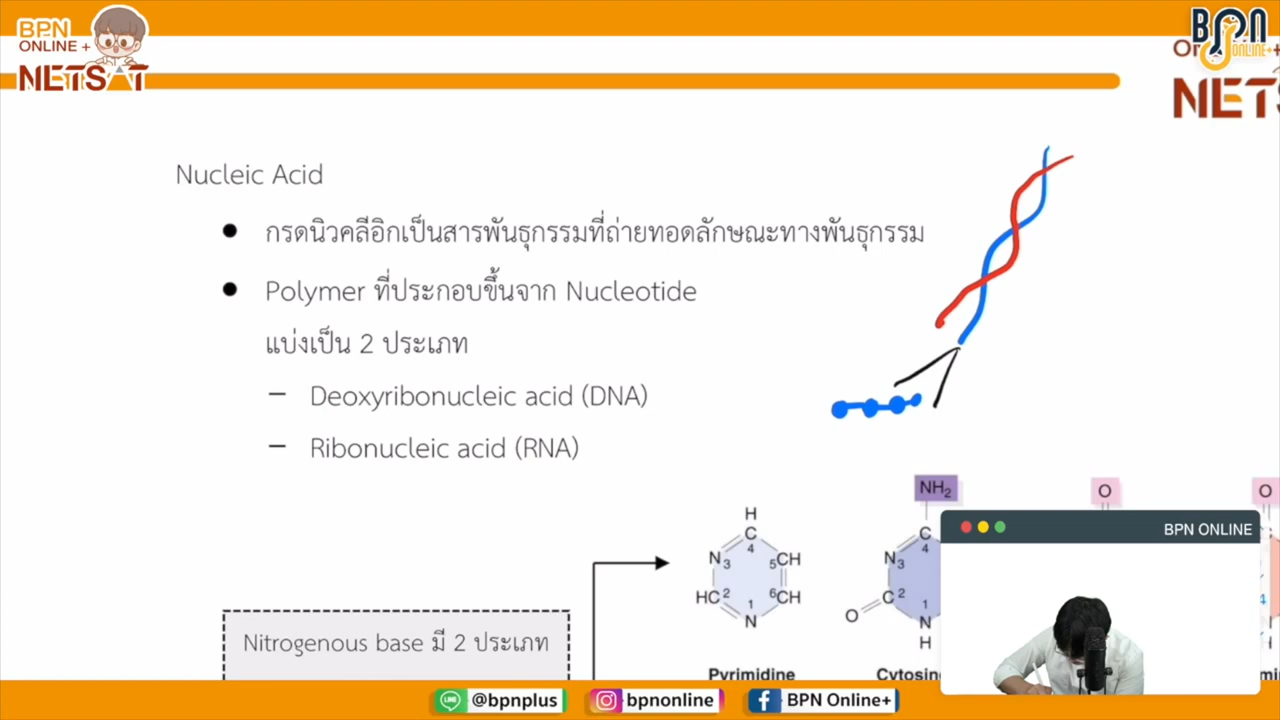 BPN
ONLINE +
NETSAT
BPN
ONLINE+
NETS
Nucleic Acid
● กรดนิวคลีอิกเป็นสารพันธุกรรมที่ถ่ายทอดลักษณะทางพันธุกรรม
● Polymer ที่ประกอบขึ้นจาก Nucleotide
แบ่งเป็น 2 ประเภท
– Deoxyribonucleic acid (DNA)
– Ribonucleic acid (RNA)
NH2
O
O
H
C
4
N 3
5 CH
HC 2
6 CH
1
N
Pyrimidine
C
4
N 3
C 2
1
O
N
H
Cytosin
BPN ONLINE
Nitrogenous base มี 2 ประเภท
@bpnplus
bpnonline
BPN Online+